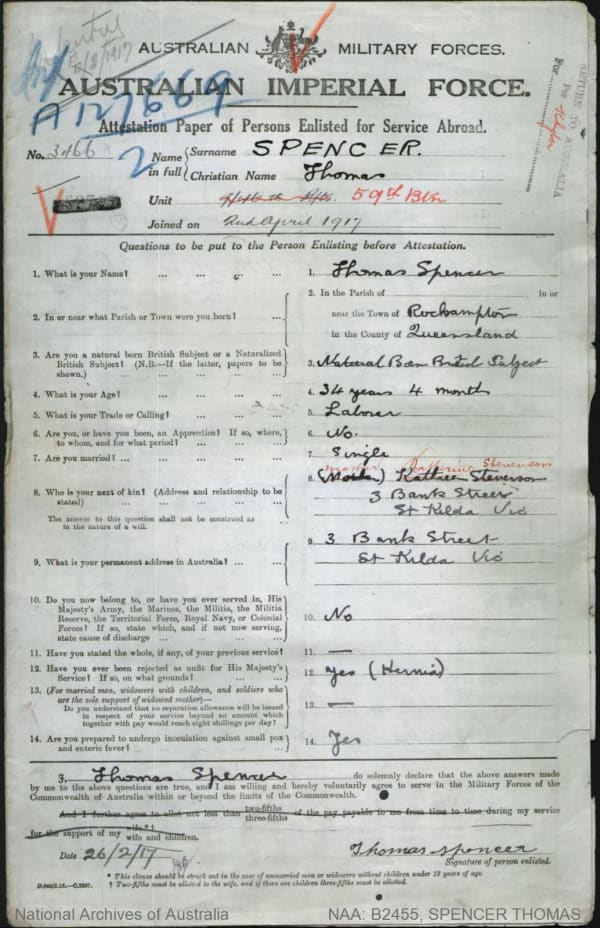 26/2/1917
AUSTRALIAN MILITARY FORCES.
AUSTRALIAN IMPERIAL FORCE.
A127669
Attestation Paper of Persons Enlisted for Service Abroad.
RETURN TO AUSTRALIA
Per
For
No. 3466
2
Name in full { Surname SPENCER.
Christian Name Thomas
Unit 59th Btn
Joined on 2nd April 1917
Questions to be put to the Person Enlisting before Attestation.
1. What is your Name? ... ... ... ... 1. Thomas Spencer
2. In or near what Parish or Town were you born? ... 2. In the Parish of in or
near the Town of Rockhampton
in the County of Queensland
3. Are you a natural born British Subject or a Naturalized
British Subject? (N.B.—If the latter, papers to be
shown.) ... ... ... ... ... 3. Natural Born British Subject
4. What is your Age? ... ... ... ... 4. 34 years 4 months
5. What is your Trade or Calling? ... ... ... 5. Laborer
6. Are you, or have you been, an Apprentice? If so, where,
to whom, and for what period? ... ... ... 6. No.
7. Are you married? ... ... ... ... ... 7. Single
mother Katherine Stevenson
8. Who is your next of kin? (Address and relationship to be
stated) ... ... ... ... 8. (Mother) Kathleen Stevenson
3 Bank Street
St Kilda Vic
The answer to this question shall not be construed as
in the nature of a will.
9. What is your permanent address in Australia? ... ... 9. 3 Bank Street
St Kilda Vic
10. Do you now belong to, or have you ever served in, His
Majesty's Army, the Marines, the Militia, the Militia
Reserve, the Territorial Force, Royal Navy, or Colonial
Forces? If so, state which, and if not now serving,
state cause of discharge ... ... ... ... 10. No
11. Have you stated the whole, if any, of your previous service? 11. —
12. Have you ever been rejected as unfit for His Majesty's
Service? If so, on what grounds? ... ... ... 12. Yes (Hernia)
13. (For married men, widowers with children, and soldiers who
are the sole support of widowed mother)—
Do you understand that no separation allowance will be issued
in respect of your service beyond an amount which
together with pay would reach eight shillings per day? 13. —
14. Are you prepared to undergo inoculation against small pox
and enteric fever? ... ... ... ... 14. Yes
I, Thomas Spencer do solemnly declare that the above answers made
by me to the above questions are true, and I am willing and hereby voluntarily agree to serve in the Military Forces of the
Commonwealth of Australia within or beyond the limits of the Commonwealth.
And I further agree to allot not less than two-fifths three-fifths of the pay payable to me from time to time during my service
for the support of my wife*† wife and children.
Date 26/2/17
Thomas Spencer
Signature of person enlisted.
* This clause should be struck out in the case of unmarried men or widowers without children under 18 years of age.
† Two-fifths must be allotted to the wife, and if there are children three-fifths must be allotted.
National Archives of Australia
NAA: B2455, SPENCER THOMAS